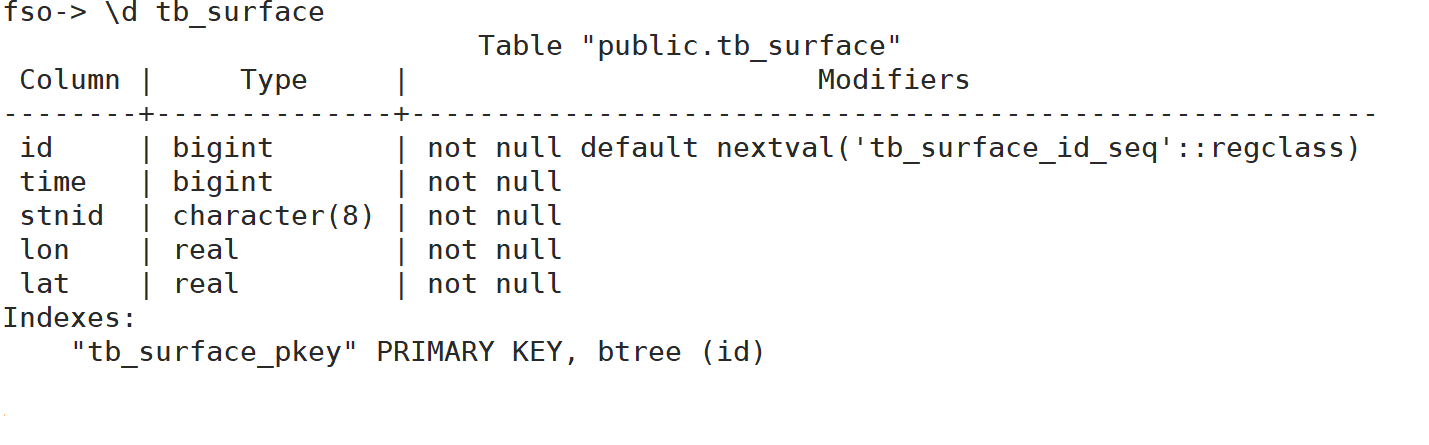 fso-> \d tb_surface
                            Table "public.tb_surface"
 Column |     Type     |                        Modifiers
--------+--------------+---------------------------------------------------------
 id     | bigint       | not null default nextval('tb_surface_id_seq'::regclass)
 time   | bigint       | not null
 stnid  | character(8) | not null
 lon    | real         | not null
 lat    | real         | not null
Indexes:
    "tb_surface_pkey" PRIMARY KEY, btree (id)